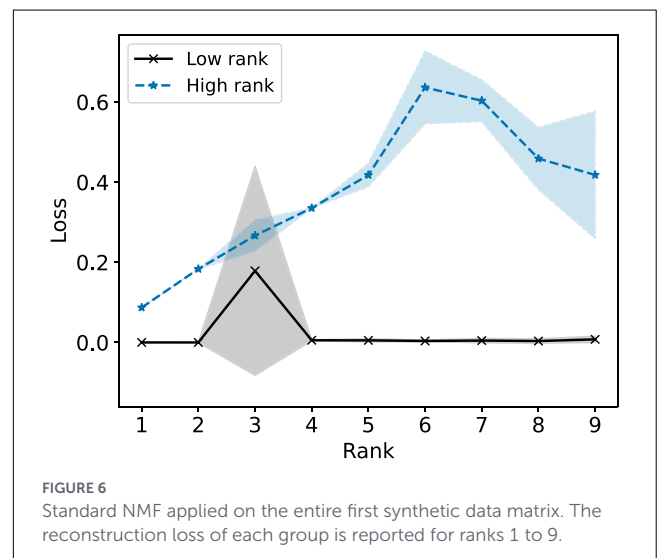 Low rank
High rank
0.6
0.4
0.2
0.0
Loss
1 2 3 4 5 6 7 8 9
Rank
FIGURE 6
Standard NMF applied on the entire first synthetic data matrix. The
reconstruction loss of each group is reported for ranks 1 to 9.